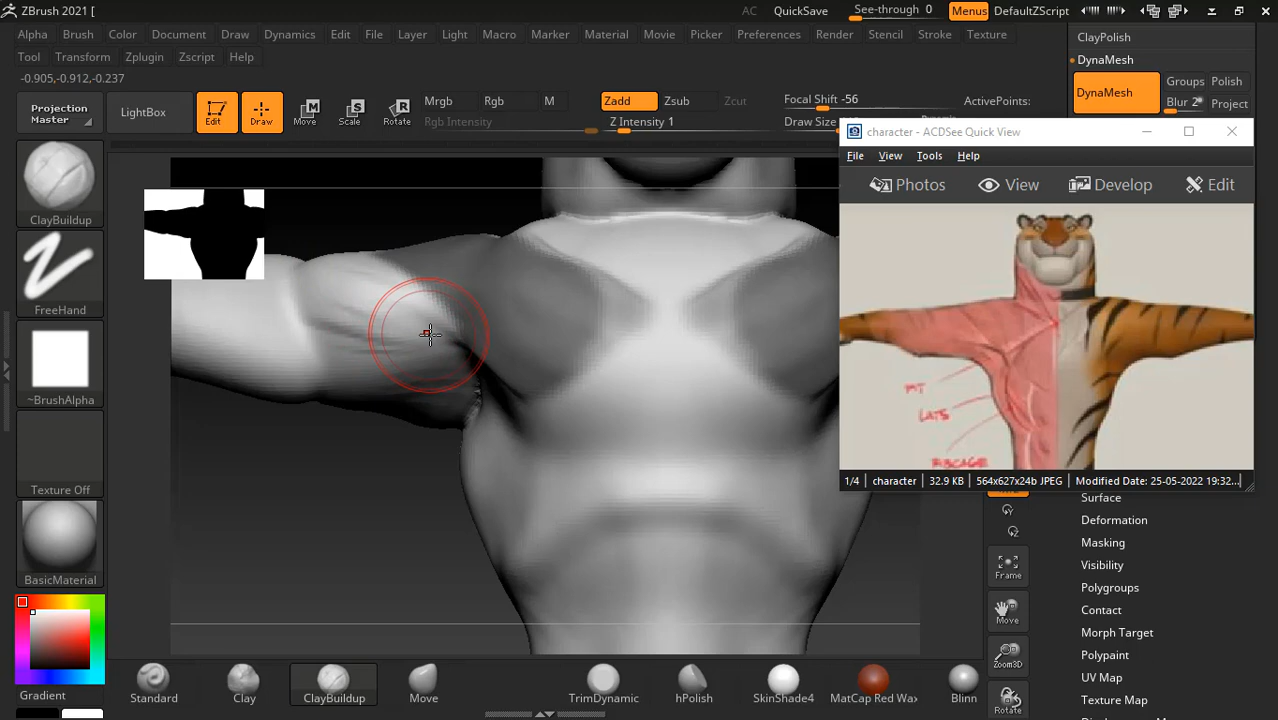 ZBrush 2021 [
AC QuickSave See-through 0 Menus DefaultZScript
Alpha Brush Color Document Draw Dynamics Edit File Layer Light Macro Marker Material Movie Picker Preferences Render Stencil Stroke Texture
Tool Transform Zplugin Zscript Help
-0.905,-0.912,-0.237
Projection Master
LightBox
Edit
Draw
Move
Scale
Rotate
Mrgb Rgb M
Rgb Intensity
Zadd Zsub Zcut
Z Intensity 1
Focal Shift -56
Draw Size
ActivePoints:
ClayPolish
DynaMesh
DynaMesh
Groups Polish
Blur 2
Project
character - ACDSee Quick View
File View Tools Help
Photos View Develop Edit
PIT
LATS
RIBCAGE
1/4 character 32.9 KB 564x627x24b JPEG Modified Date: 25-05-2022 19:32...
ClayBuildup
FreeHand
~BrushAlpha
Texture Off
BasicMaterial
Gradient
Frame
Move
Zoom3D
Rotate
Surface
Deformation
Masking
Visibility
Polygroups
Contact
Morph Target
Polypaint
UV Map
Texture Map
Standard Clay ClayBuildup Move TrimDynamic hPolish SkinShade4 MatCap Red Wax Blinn